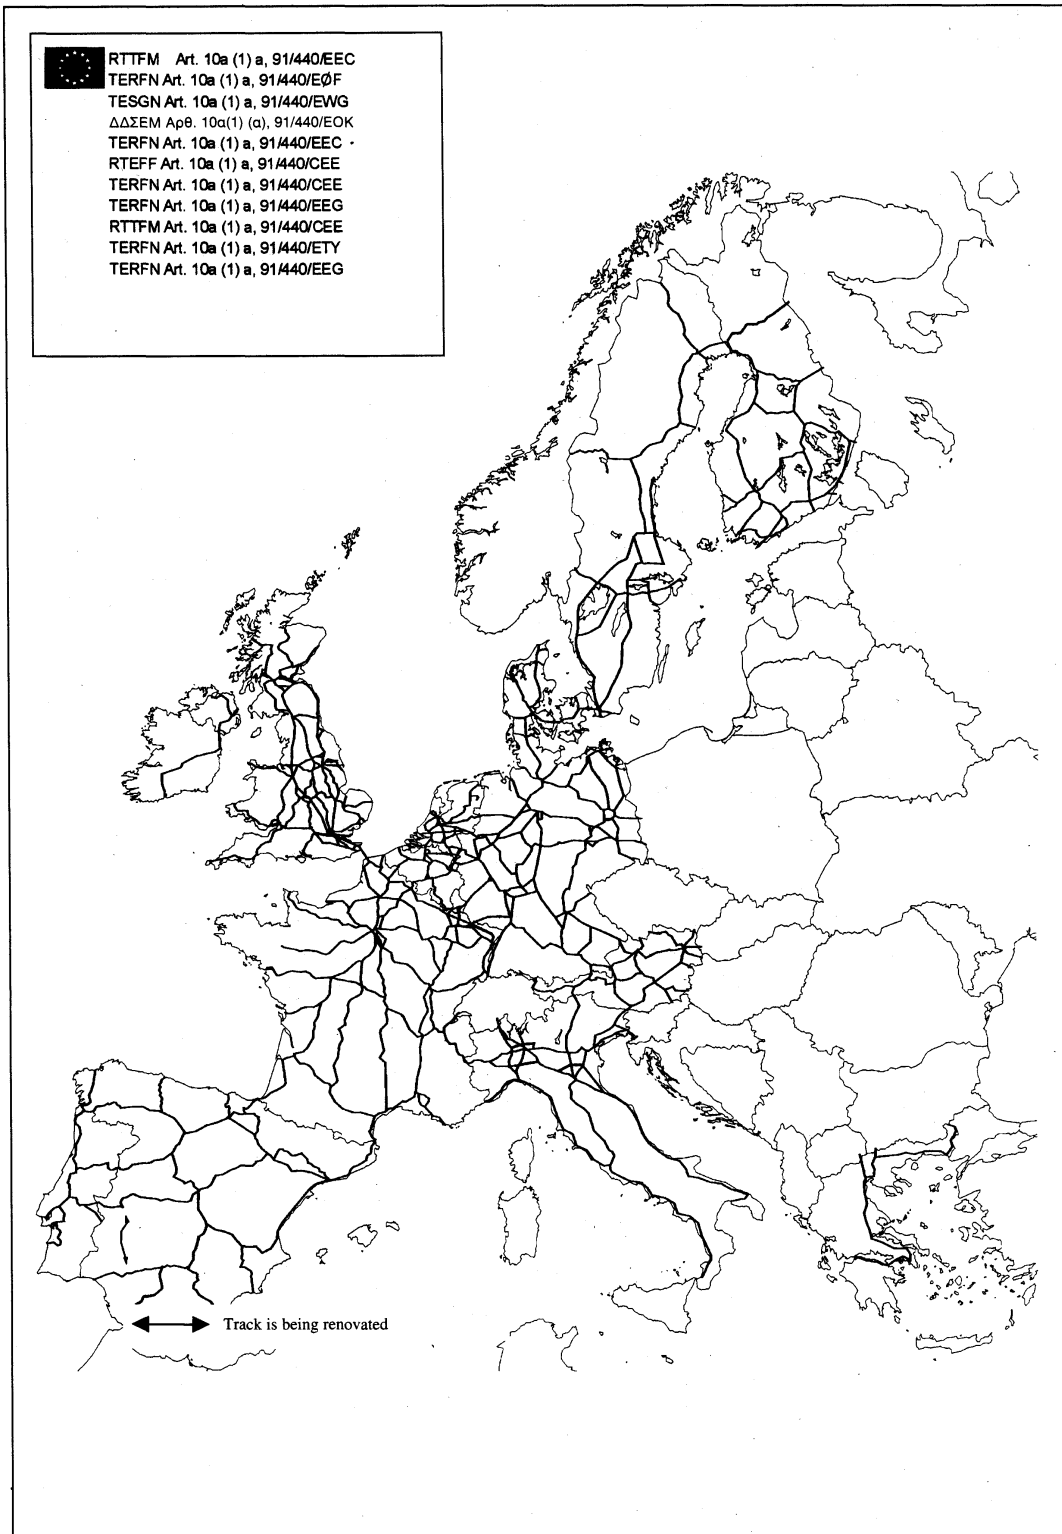 RTTFM Art. 10a (1) a, 91/440/EEC
TERFN Art. 10a (1) a, 91/440/EØF
TESGN Art. 10a (1) a, 91/440/EWG
ΔΔΣΕΜ Αρθ. 10α(1) (α), 91/440/ΕΟΚ
TERFN Art. 10a (1) a, 91/440/EEC
RTEFF Art. 10a (1) a, 91/440/CEE
TERFN Art. 10a (1) a, 91/440/CEE
TERFN Art. 10a (1) a, 91/440/EEG
RTTFM Art. 10a (1) a, 91/440/CEE
TERFN Art. 10a (1) a, 91/440/ETY
TERFN Art. 10a (1) a, 91/440/EEG
Track is being renovated